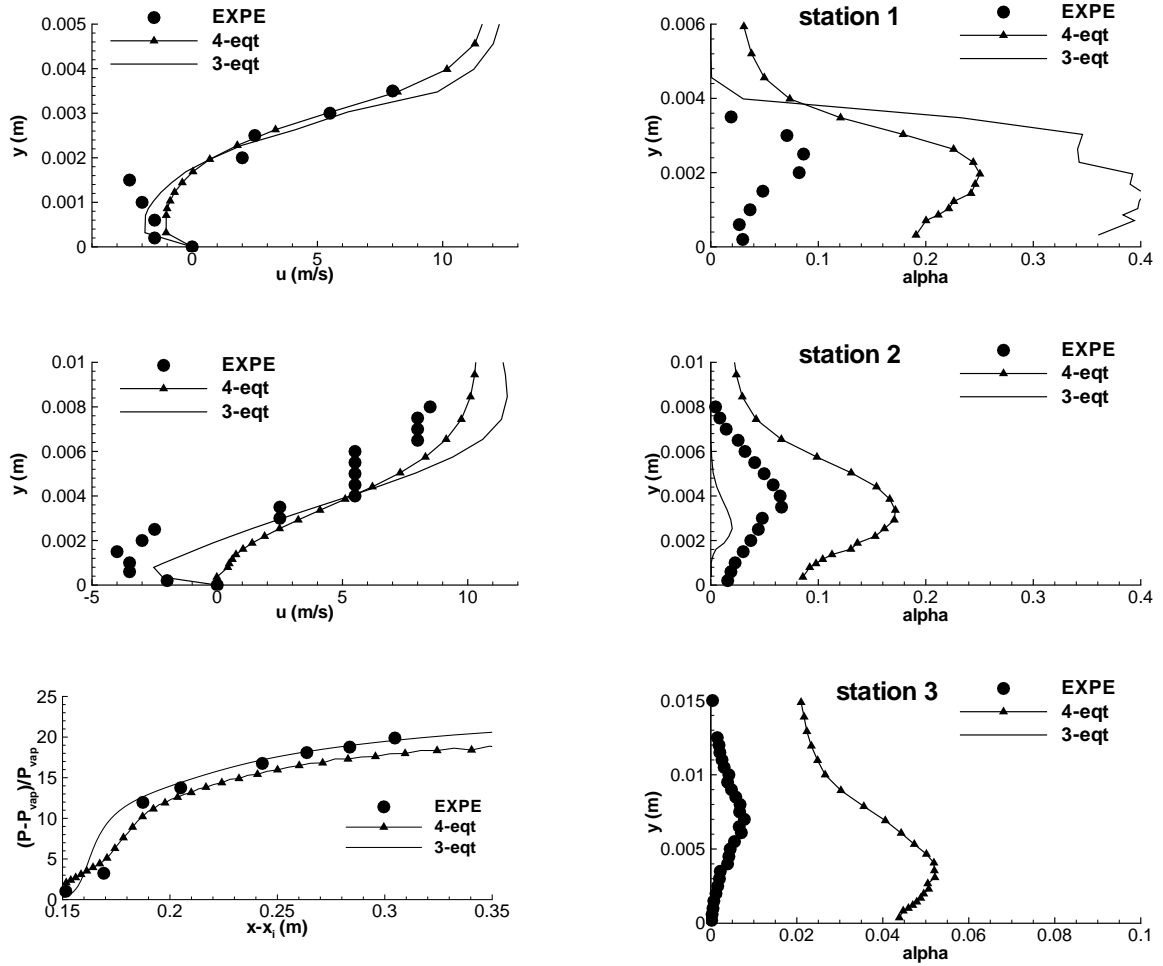 EXPE
4-eqt
3-eqt
0.005
0.004
0.003
0.002
0.001
0
y (m)
0
5
10
u (m/s)
station 1
EXPE
4-eqt
3-eqt
0.006
0.004
0.002
0
y (m)
0
0.1
0.2
0.3
0.4
alpha
EXPE
4-eqt
3-eqt
0.01
0.008
0.006
0.004
0.002
0
y (m)
-5
0
5
10
u (m/s)
station 2
EXPE
4-eqt
3-eqt
0.01
0.008
0.006
0.004
0.002
0
y (m)
0
0.1
0.2
0.3
0.4
alpha
25
20
15
10
5
0
(P-Pvap)/Pvap
EXPE
4-eqt
3-eqt
0.15
0.2
0.25
0.3
0.35
x-xi (m)
station 3
EXPE
4-eqt
3-eqt
0.015
0.01
0.005
0
y (m)
0
0.02
0.04
0.06
0.08
0.1
alpha